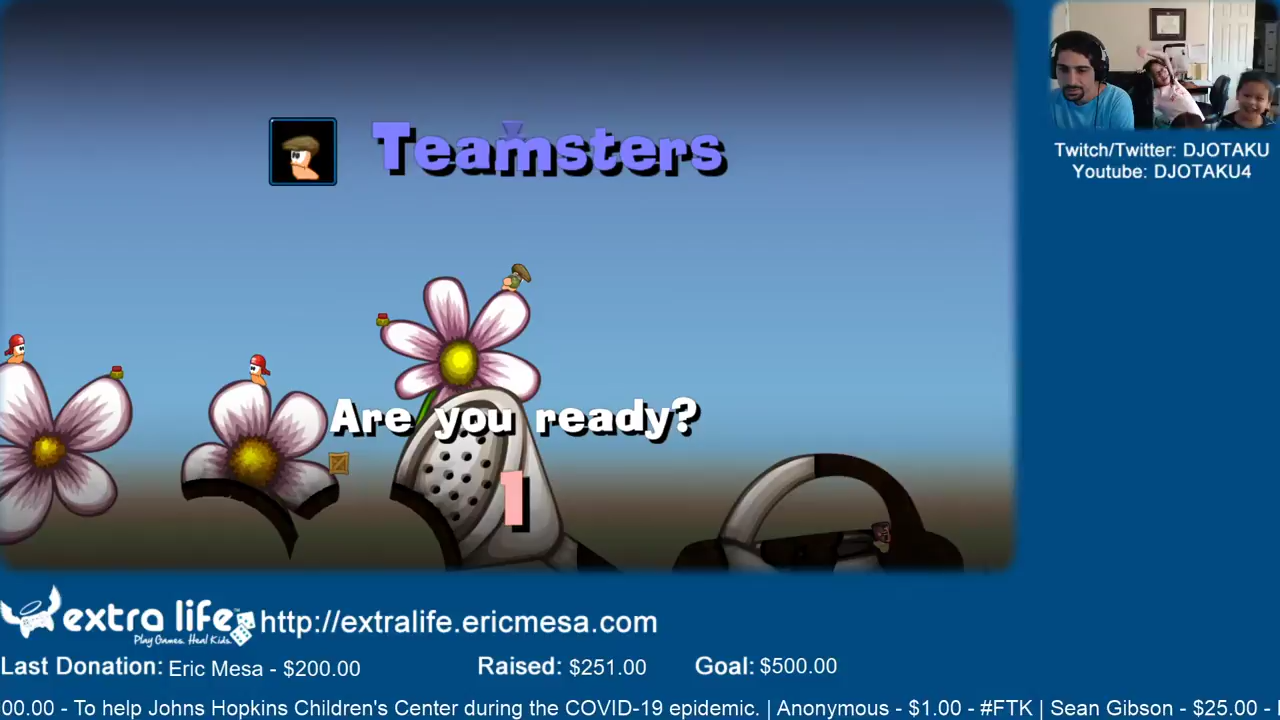 Teamsters
Twitch/Twitter: DJOTAKU
Youtube: DJOTAKU4
Are you ready?
1
extra life
Play Games. Heal Kids.
http://extralife.ericmesa.com
Last Donation: Eric Mesa - $200.00 Raised: $251.00 Goal: $500.00
00.00 - To help Johns Hopkins Children's Center during the COVID-19 epidemic. | Anonymous - $1.00 - #FTK | Sean Gibson - $25.00 -